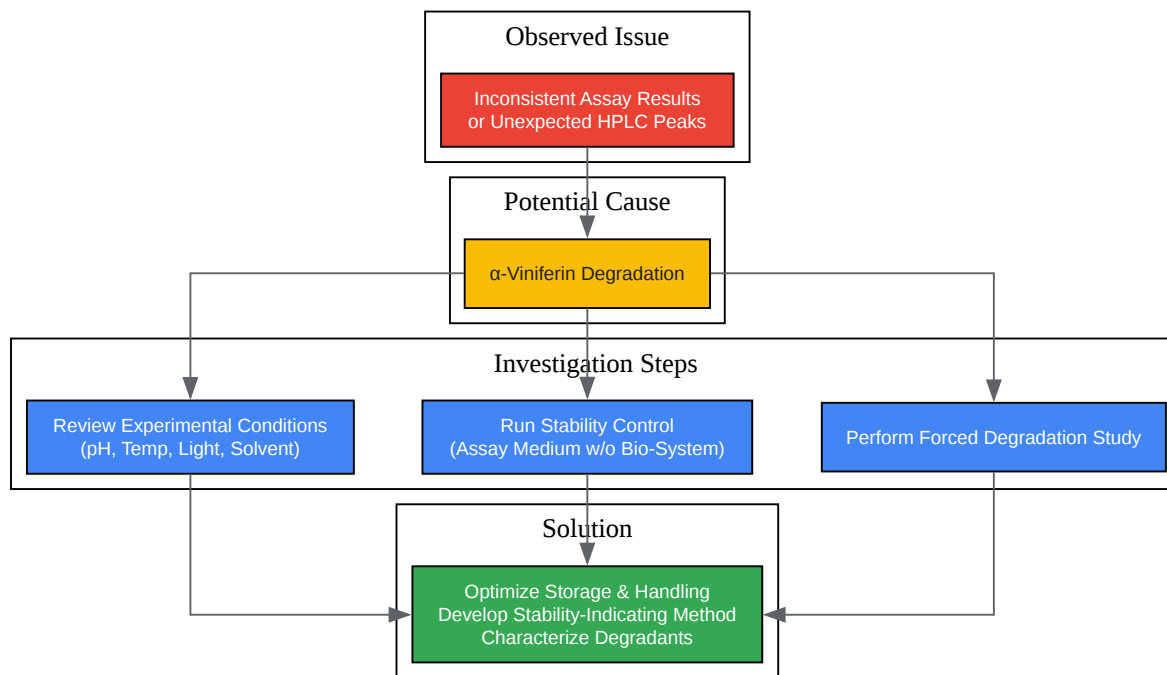 Observed Issue
Inconsistent Assay Results
or Unexpected HPLC Peaks
Potential Cause
α-Viniferin Degradation
Investigation Steps
Review Experimental Conditions
(pH, Temp, Light, Solvent)
Run Stability Control
(Assay Medium w/o Bio-System)
Perform Forced Degradation Study
Solution
Optimize Storage & Handling
Develop Stability-Indicating Method
Characterize Degradants